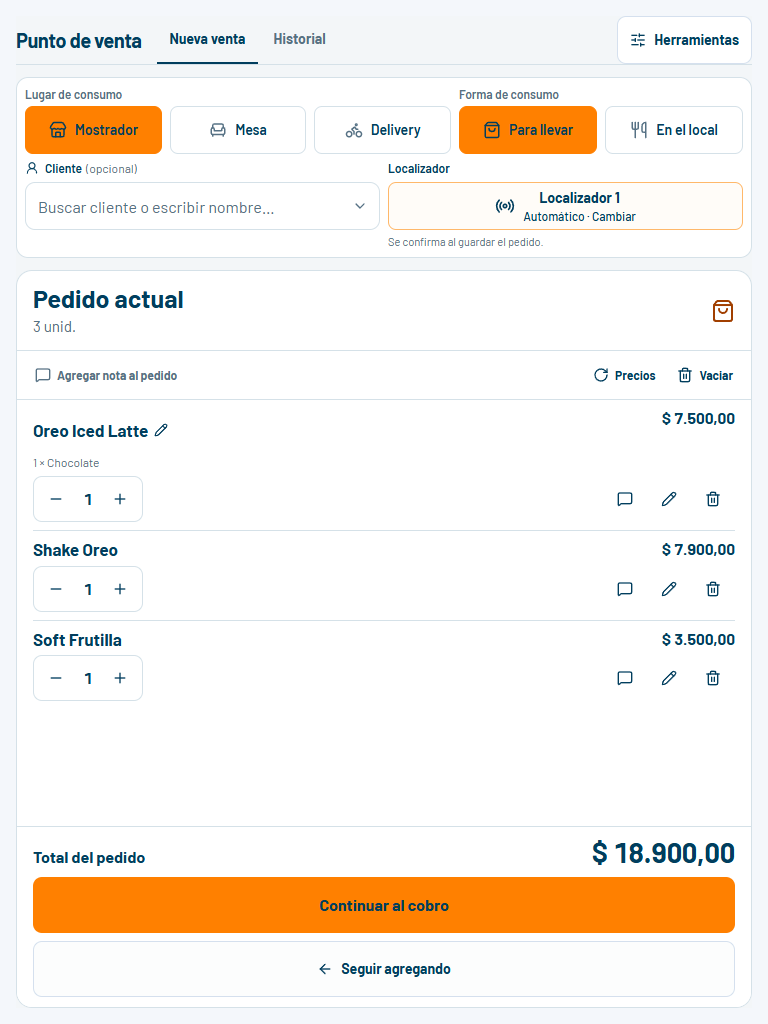 Punto de venta
Nueva venta
Historial
Herramientas
Lugar de consumo
Forma de consumo
Mostrador
Mesa
Delivery
Para llevar
En el local
Cliente (opcional)
Localizador
Buscar cliente o escribir nombre...
Localizador 1
Automático · Cambiar
Se confirma al guardar el pedido.
Pedido actual
3 unid.
Agregar nota al pedido
Precios
Vaciar
Oreo Iced Latte
$ 7.500,00
1 × Chocolate
1
Shake Oreo
$ 7.900,00
1
Soft Frutilla
$ 3.500,00
1
Total del pedido
$ 18.900,00
Continuar al cobro
Seguir agregando